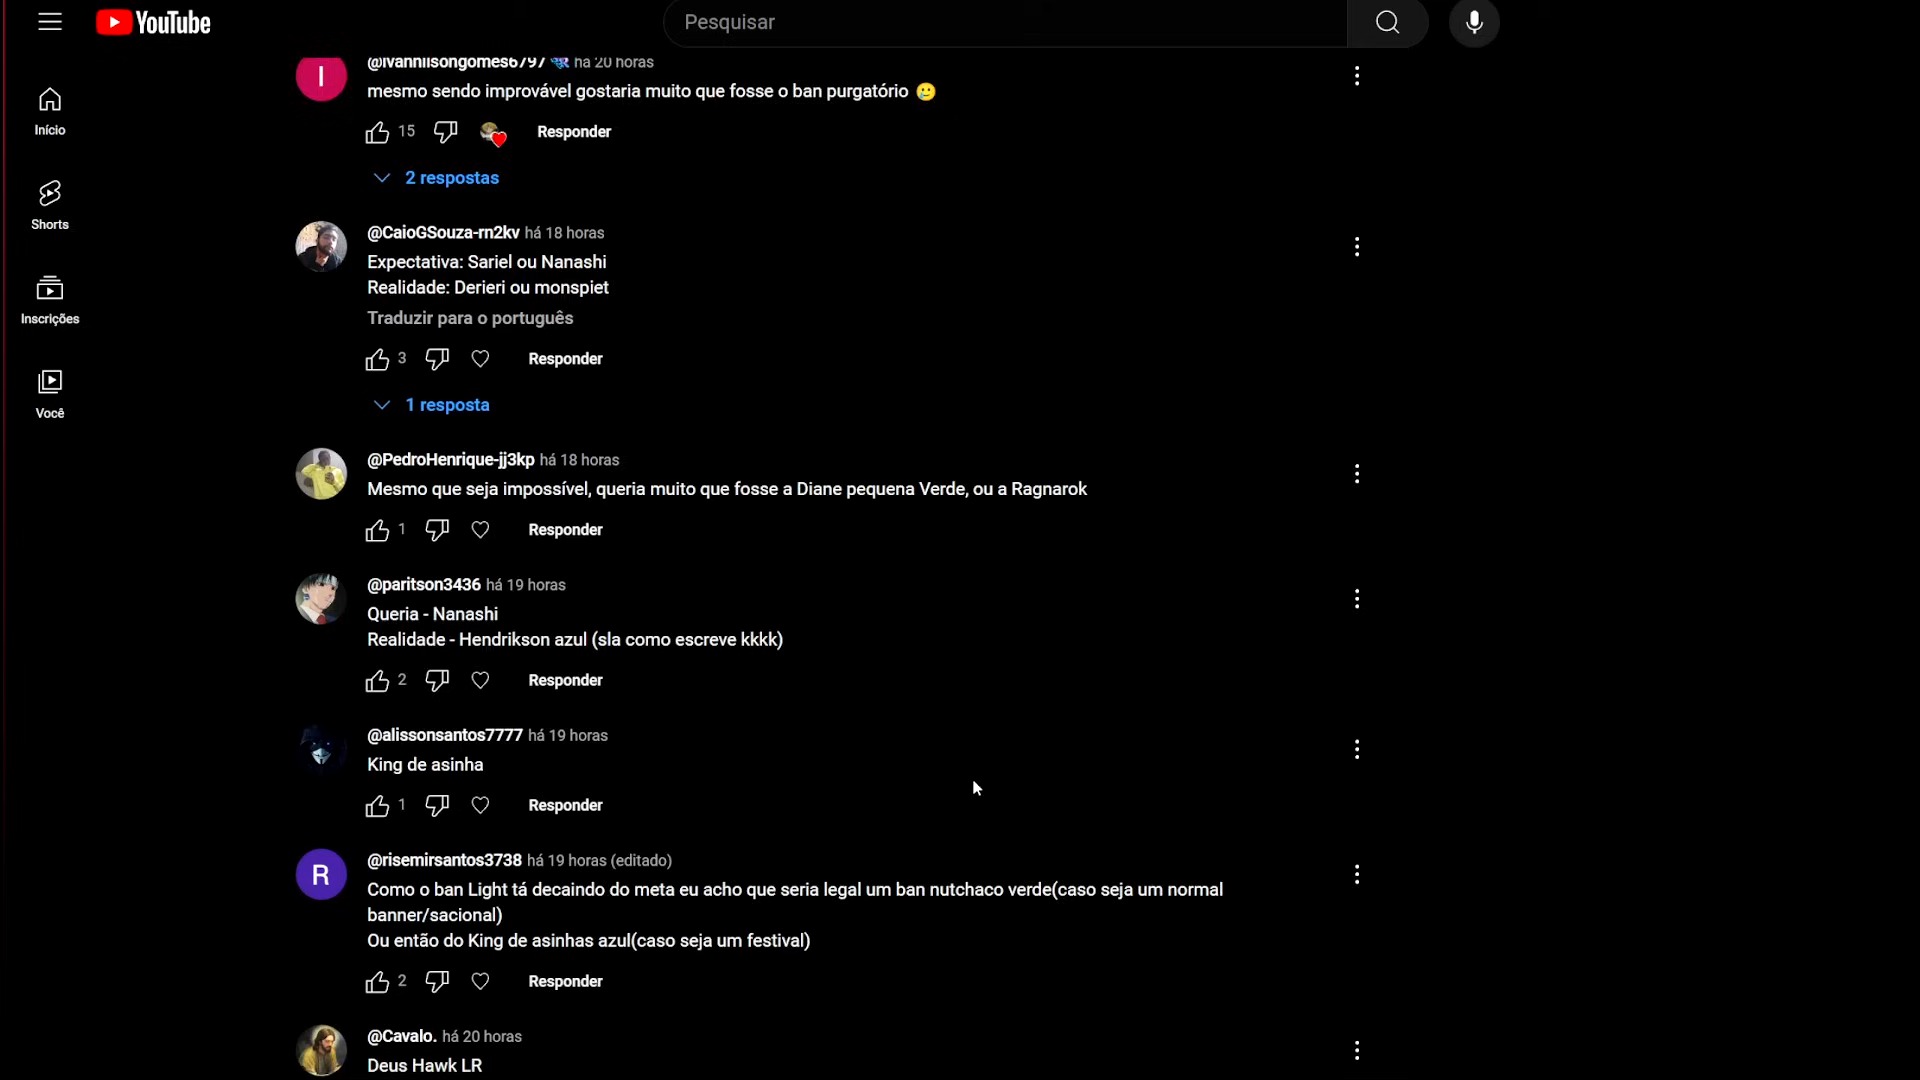 YouTube
Pesquisar
@ivannilsongomes6797 há 20 horas
mesmo sendo improvável gostaria muito que fosse o ban purgatório 🥲
15 Responder
2 respostas
Início
Shorts
Inscrições
Você
@CaioGSouza-rn2kv há 18 horas
Expectativa: Sariel ou Nanashi
Realidade: Derieri ou monspiet
Traduzir para o português
3 Responder
1 resposta
@PedroHenrique-jj3kp há 18 horas
Mesmo que seja impossível, queria muito que fosse a Diane pequena Verde, ou a Ragnarok
1 Responder
@paritson3436 há 19 horas
Queria - Nanashi
Realidade - Hendrikson azul (sla como escreve kkkk)
2 Responder
@alissonsantos7777 há 19 horas
King de asinha
1 Responder
R
@risemirsantos3738 há 19 horas (editado)
Como o ban Light tá decaindo do meta eu acho que seria legal um ban nutchaco verde(caso seja um normal
banner/sacional)
Ou então do King de asinhas azul(caso seja um festival)
2 Responder
@Cavalo. há 20 horas
Deus Hawk LR